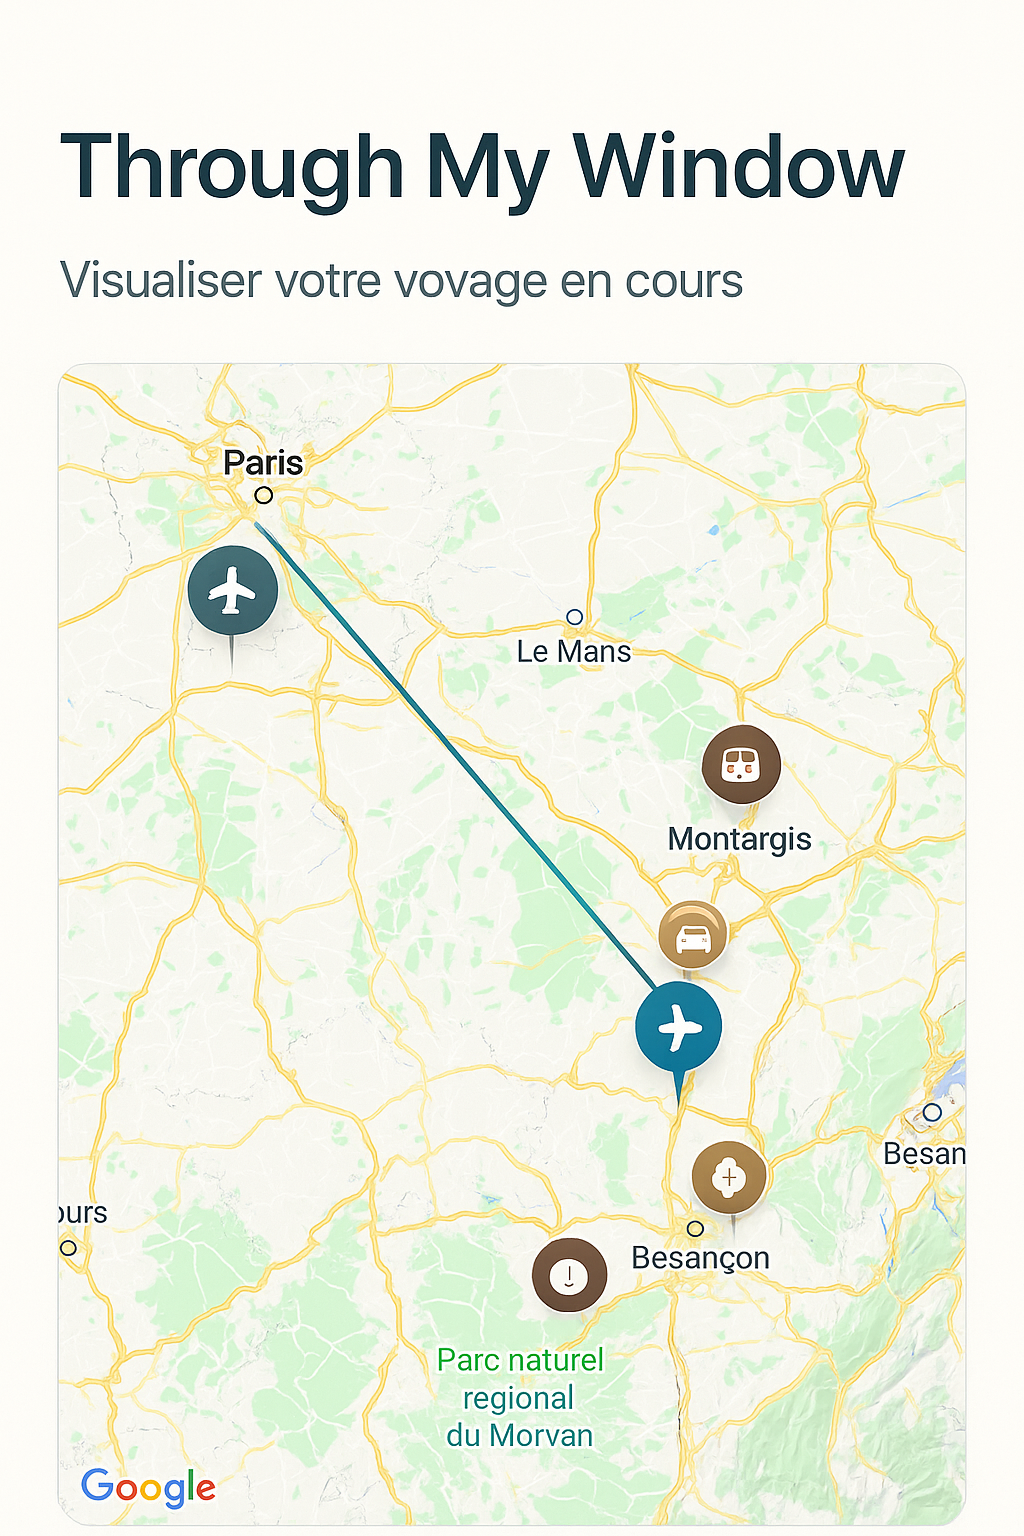 Through My Window
Visualiser votre vovage en cours
Paris
Le Mans
Montargis
Besan
ours
Besançon
Parc naturel
regional
du Morvan
Google